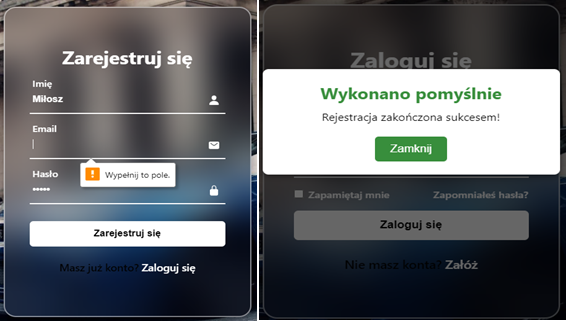 Zarejestruj się
Imię
Miłosz
Email
Wypełnij to pole.
Hasło
•••••
Zarejestruj się
Masz już konto? Zaloguj się
Zaloguj się
Wykonano pomyślnie
Rejestracja zakończona sukcesem!
Zamknij
Zapamiętaj mnie Zapomniałeś hasła?
Zaloguj się
Nie masz konta? Załóż